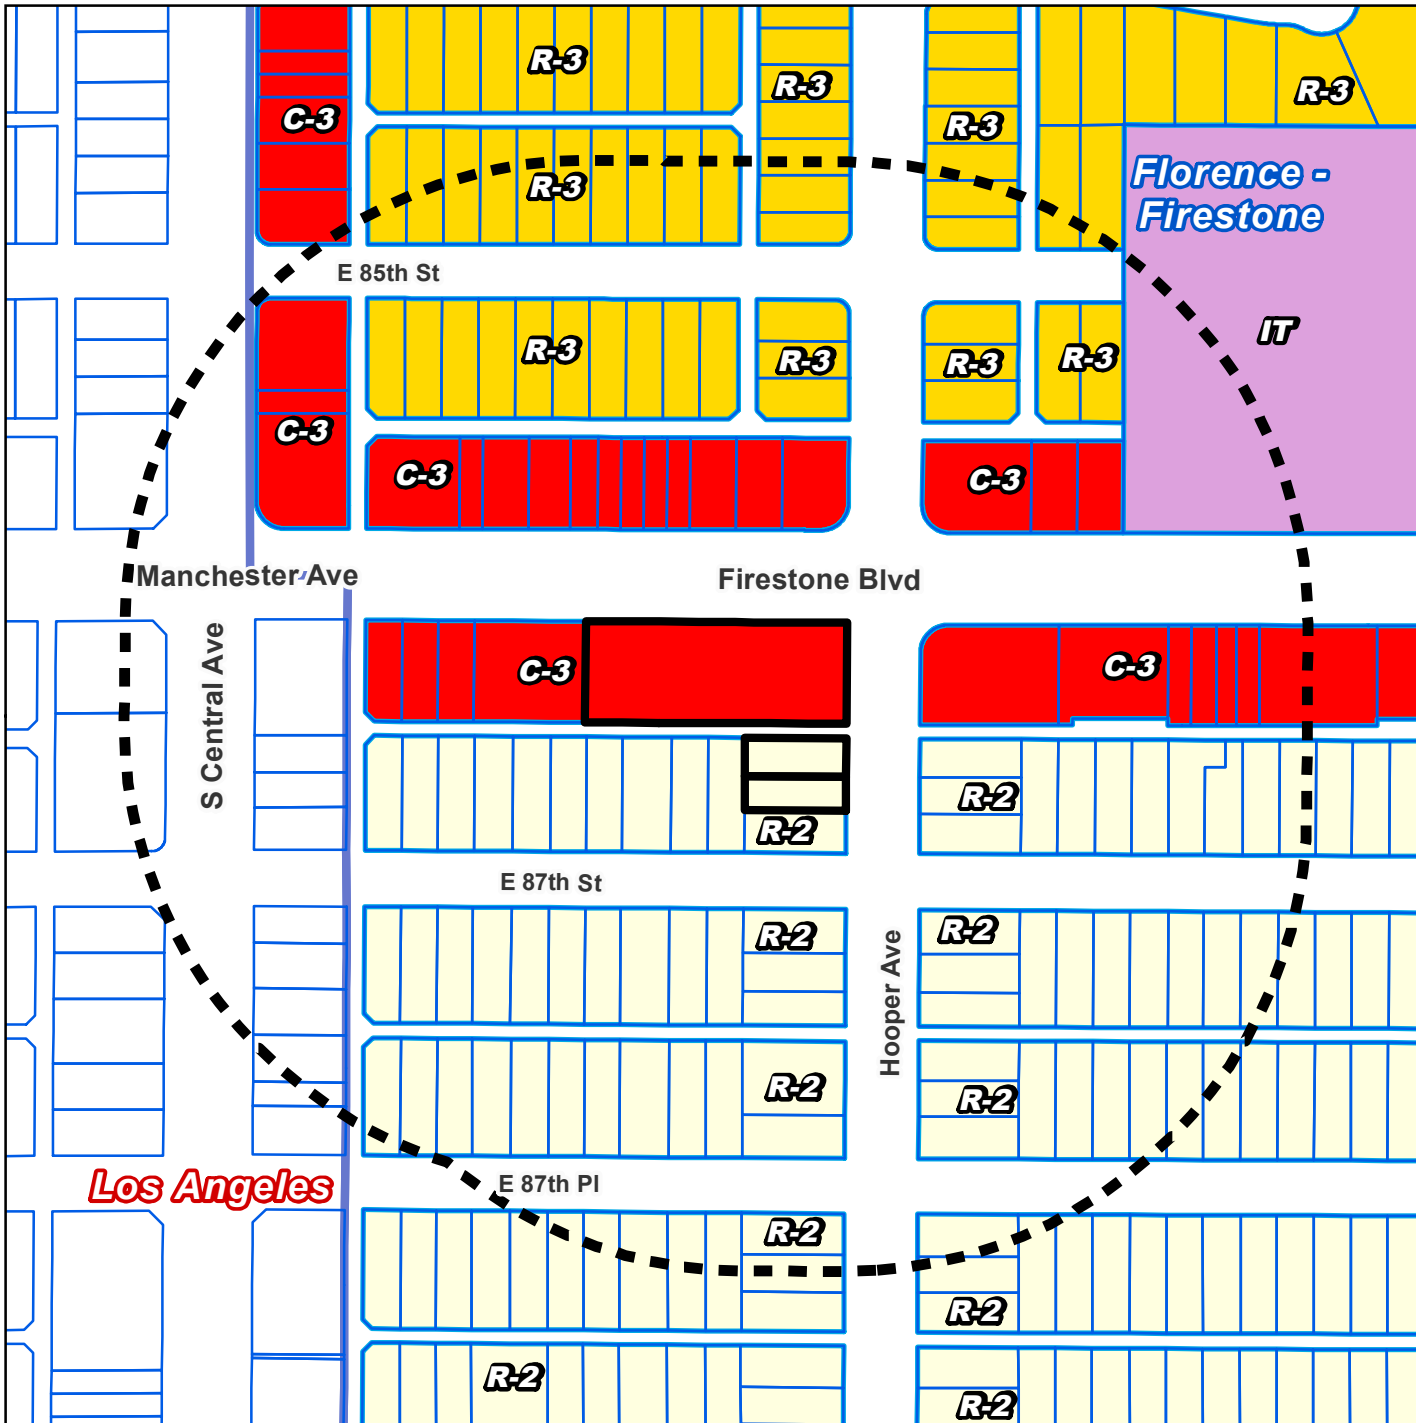 R-3
R-3
R-3
R-3
C-3
R-3
Florence -
Firestone
R-3
E 85th St
IT
R-3
R-3
R-3
R-3
C-3
C-3
C-3
Manchester Ave
Firestone Blvd
C-3
C-3
S Central Ave
R-2
R-2
E 87th St
R-2
R-2
Hooper Ave
R-2
R-2
Los Angeles
E 87th Pl
R-2
R-2
R-2
R-2